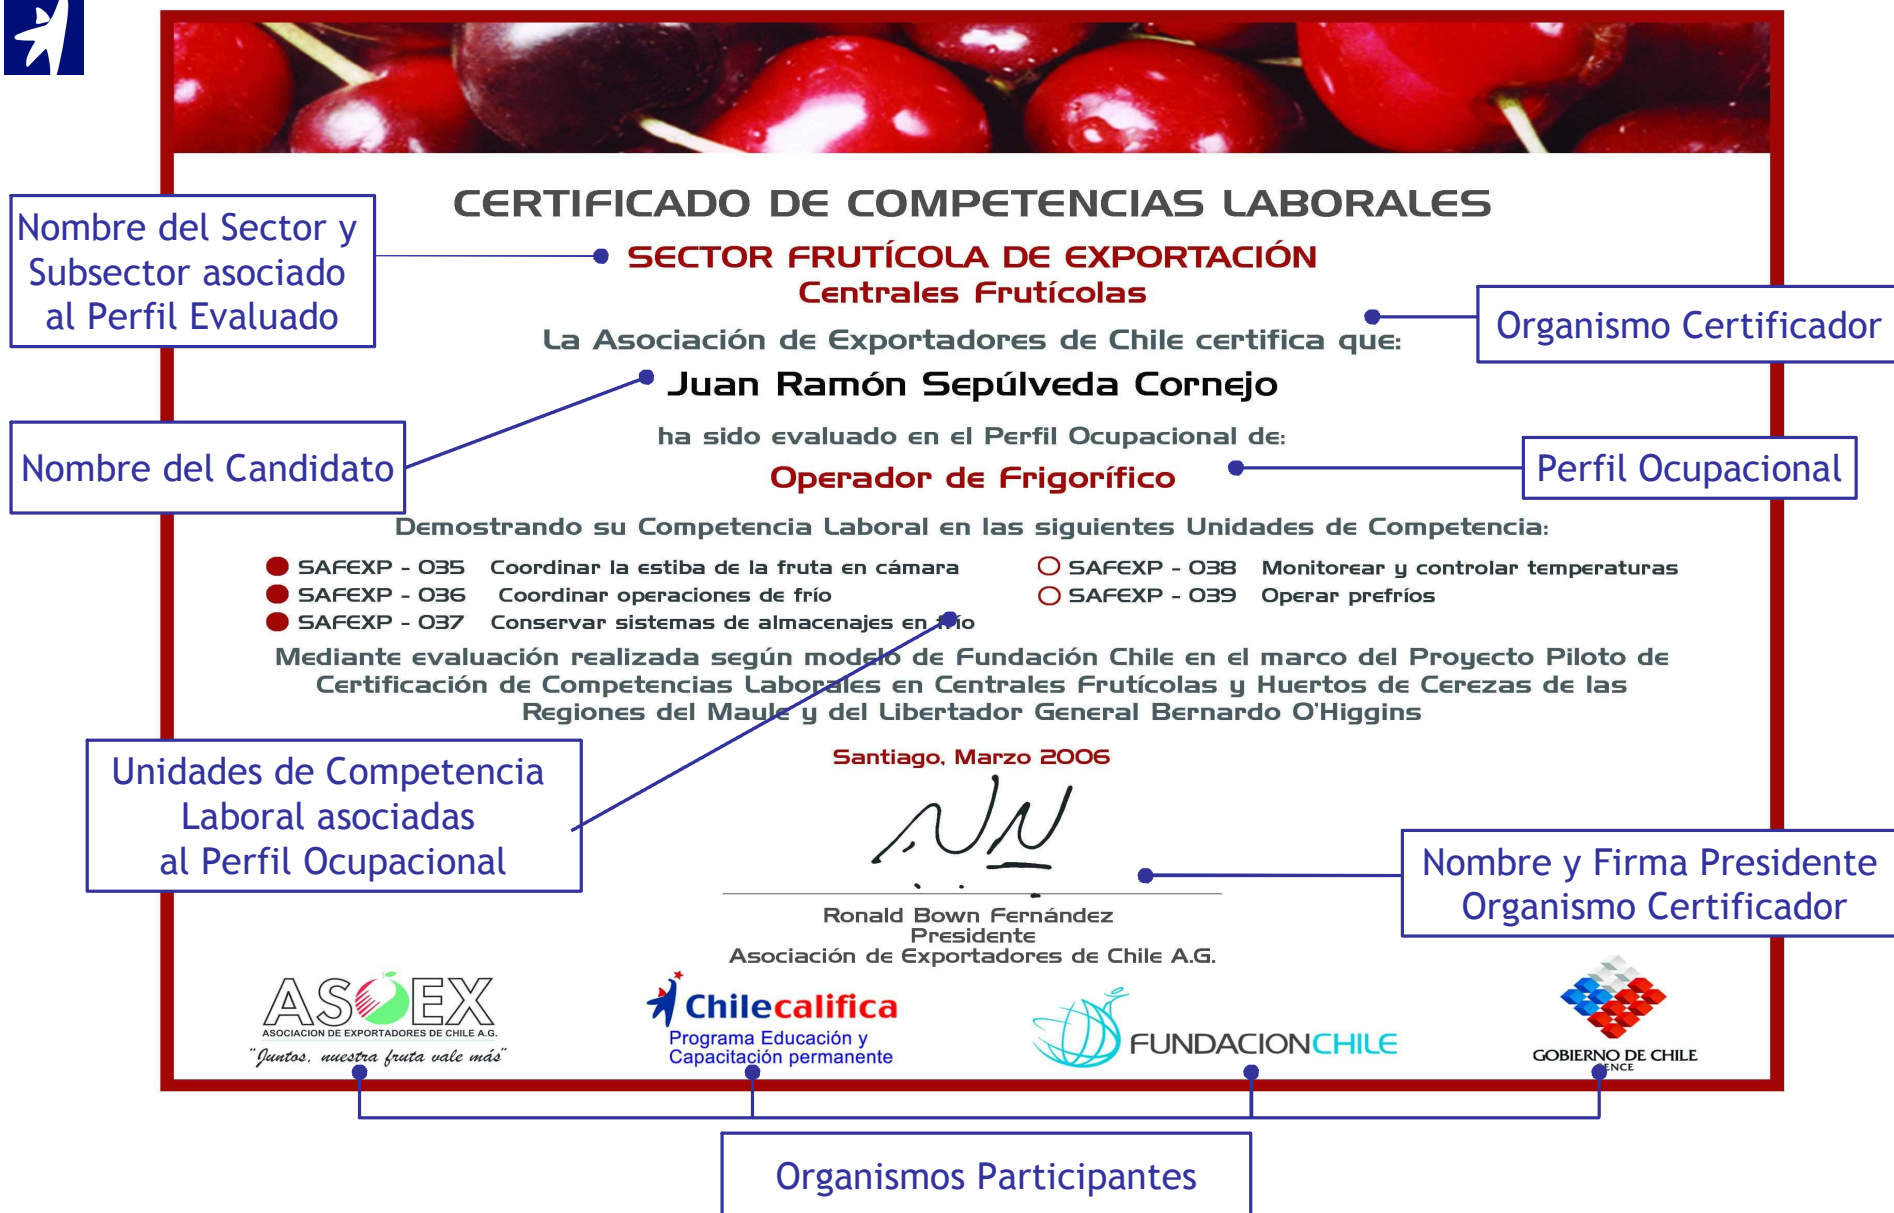 CERTIFICADO DE COMPETENCIAS LABORALES
SECTOR FRUTÍCOLA DE EXPORTACIÓN
Centrales Frutícolas
La Asociación de Exportadores de Chile certifica que:
Juan Ramón Sepúlveda Cornejo
ha sido evaluado en el Perfil Ocupacional de:
Operador de Frigorífico
Demostrando su Competencia Laboral en las siguientes Unidades de Competencia:
SAFEXP - 035 Coordinar la estiba de la fruta en cámara
SAFEXP - 036 Coordinar operaciones de frío
SAFEXP - 037 Conservar sistemas de almacenajes en frío
SAFEXP - 038 Monitorear y controlar temperaturas
SAFEXP - 039 Operar prefríos
Mediante evaluación realizada según modelo de Fundación Chile en el marco del Proyecto Piloto de
Certificación de Competencias Laborales en Centrales Frutícolas y Huertos de Cerezas de las
Regiones del Maule y del Libertador General Bernardo O'Higgins
Santiago, Marzo 2006
Ronald Bown Fernández
Presidente
Asociación de Exportadores de Chile A.G.
ASOEX
ASOCIACION DE EXPORTADORES DE CHILE A.G.
"Juntos, nuestra fruta vale más"
Chilecalifica
Programa Educación y
Capacitación permanente
FUNDACIONCHILE
GOBIERNO DE CHILE
SENCE
Nombre del Sector y
Subsector asociado
al Perfil Evaluado
Organismo Certificador
Nombre del Candidato
Perfil Ocupacional
Unidades de Competencia
Laboral asociadas
al Perfil Ocupacional
Nombre y Firma Presidente
Organismo Certificador
Organismos Participantes